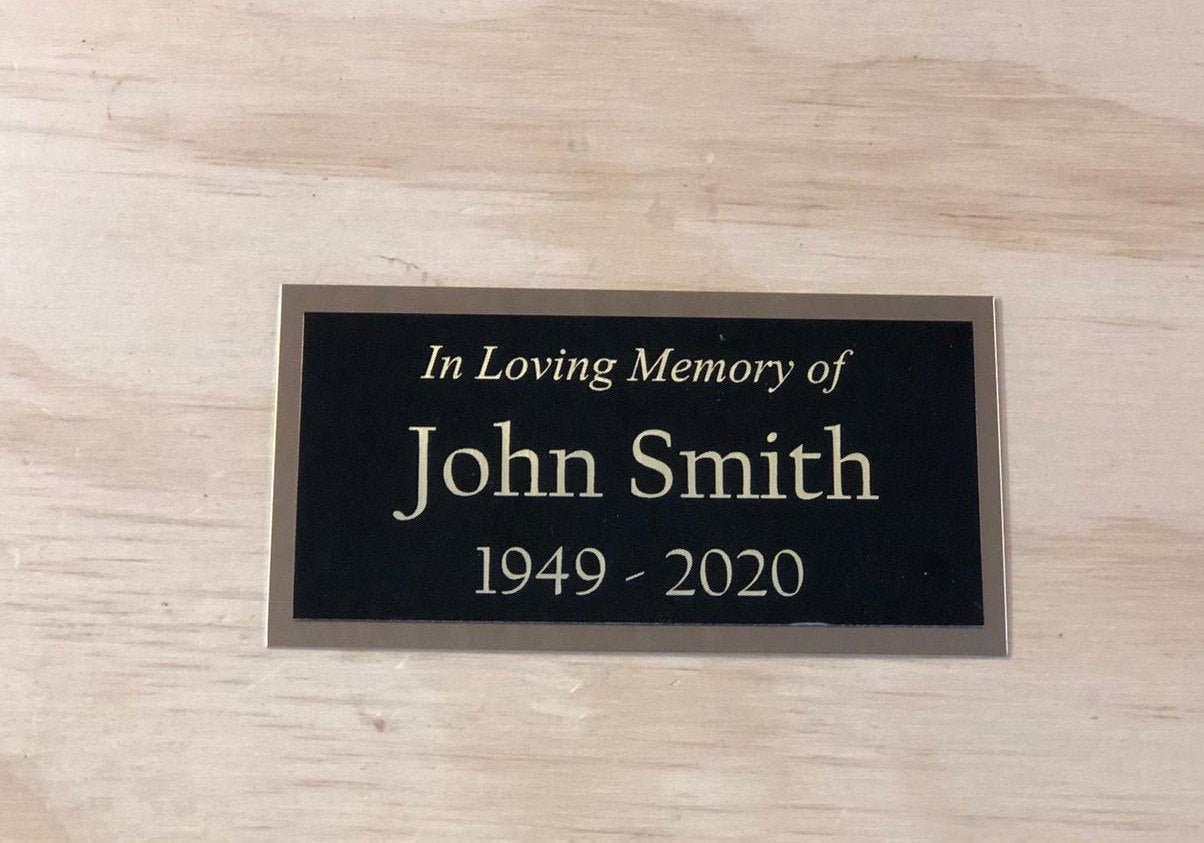 In Loving Memory of
John Smith
1949 - 2020